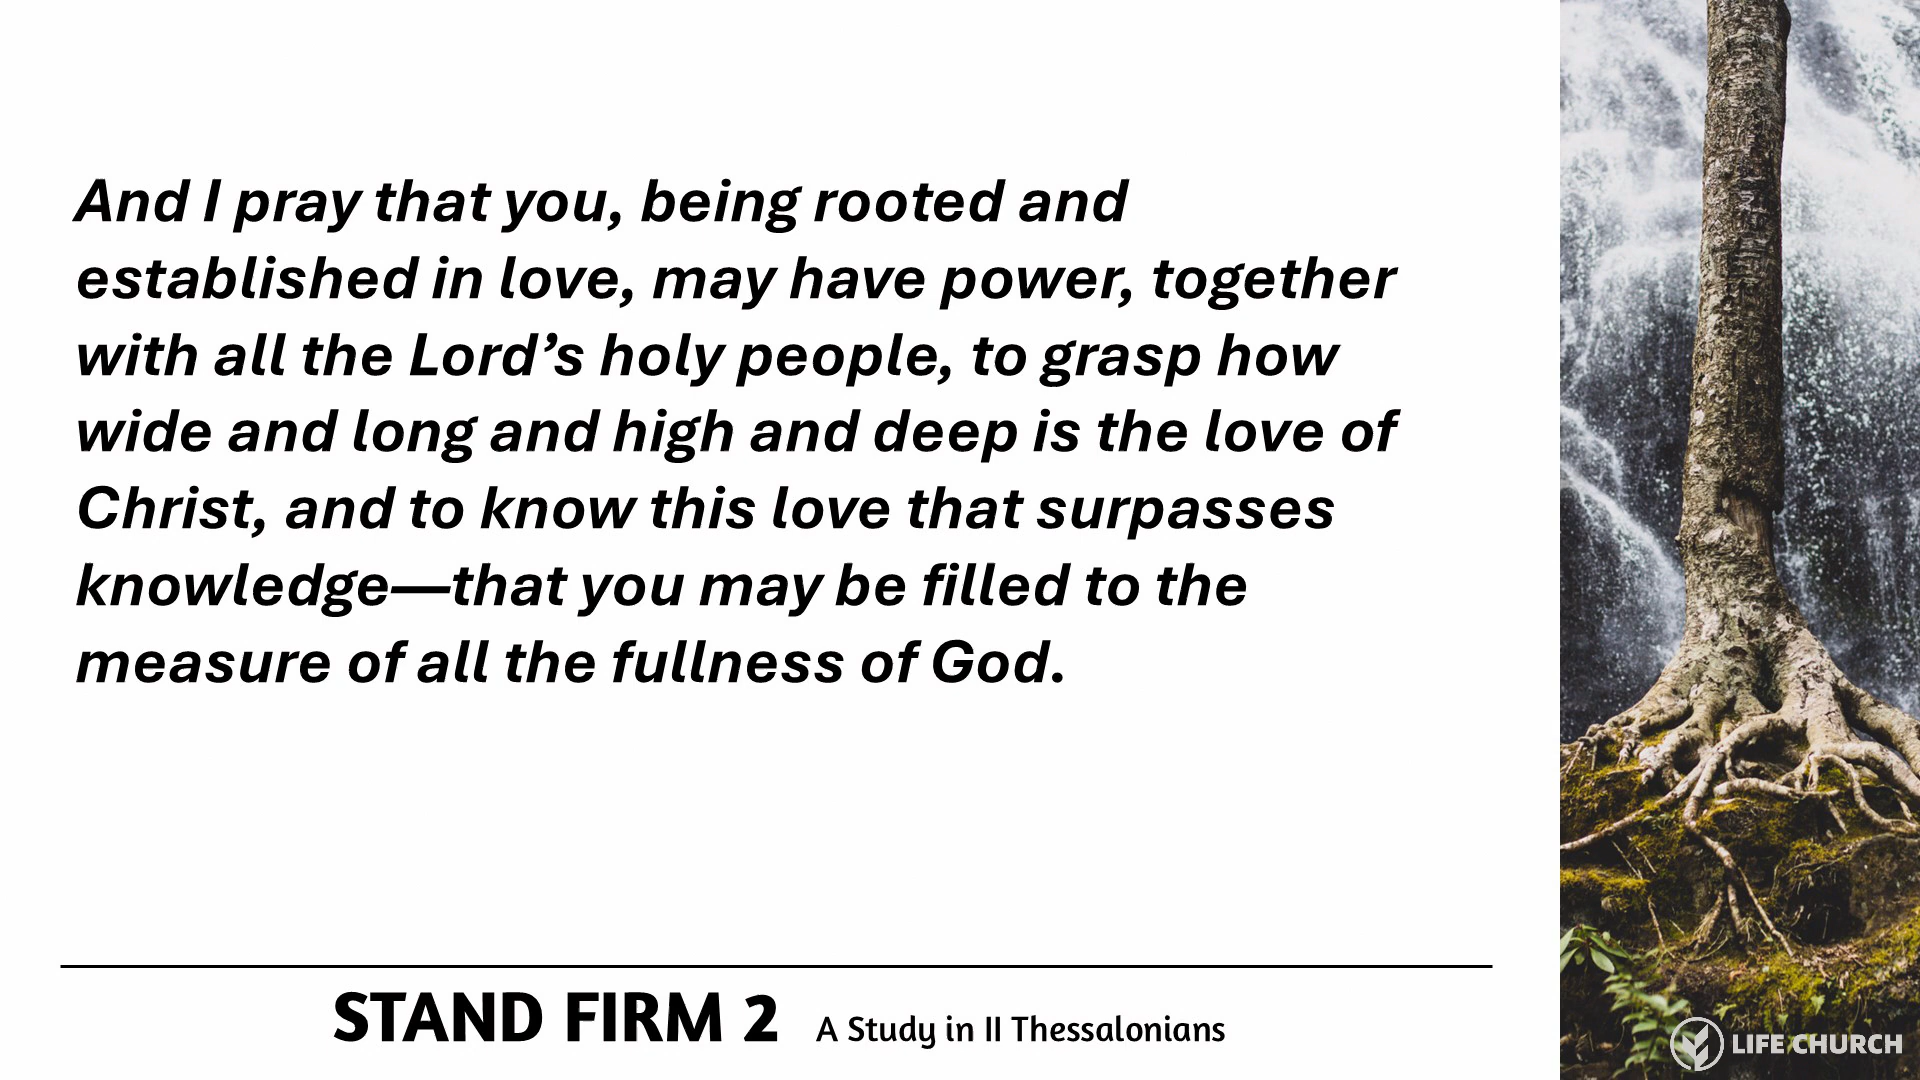 And I pray that you, being rooted and
established in love, may have power, together
with all the Lord’s holy people, to grasp how
wide and long and high and deep is the love of
Christ, and to know this love that surpasses
knowledge—that you may be filled to the
measure of all the fullness of God.
STAND FIRM 2 A Study in II Thessalonians
LIFE CHURCH